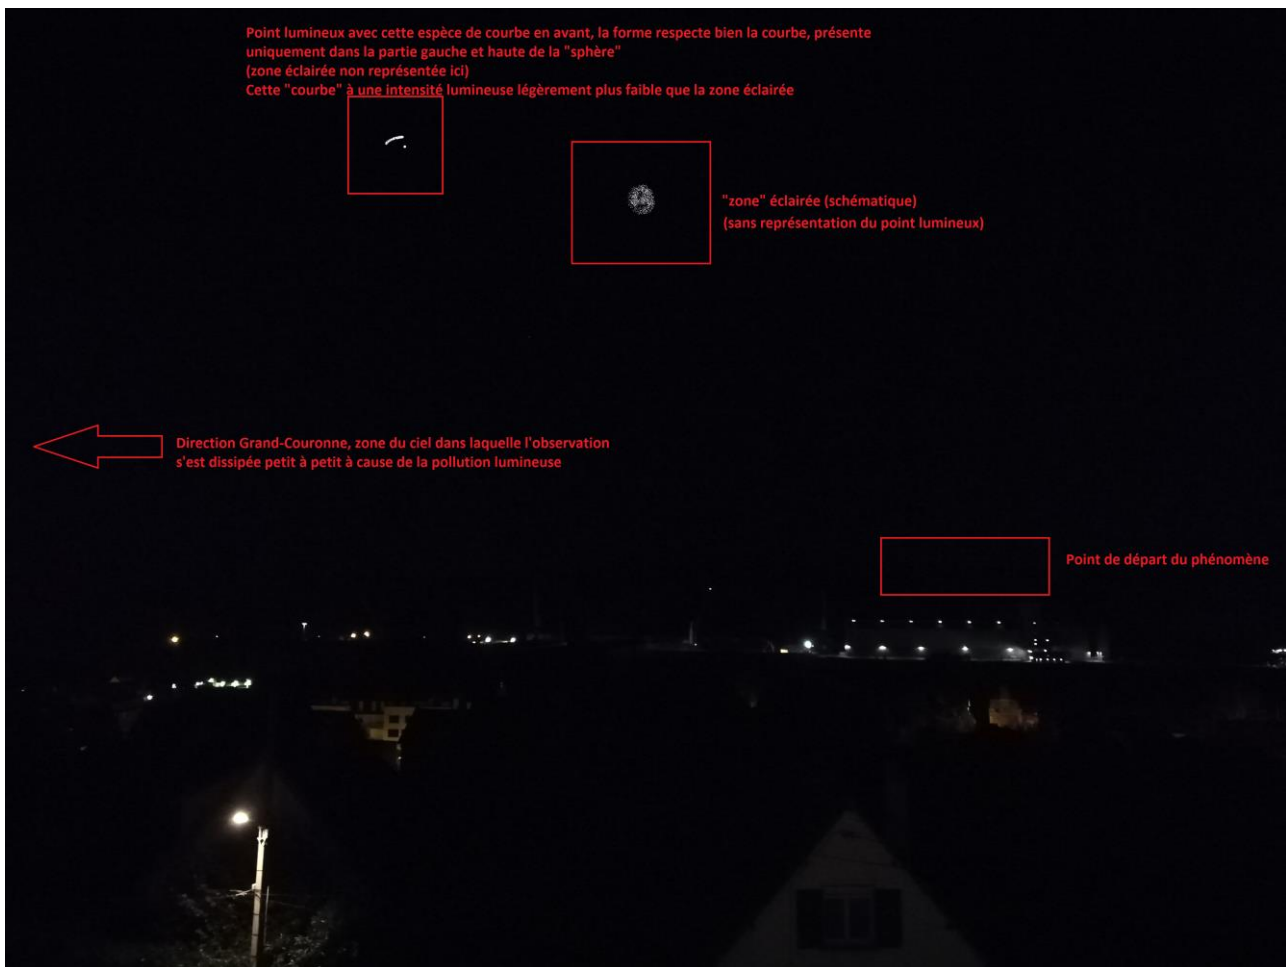 Point lumineux avec cette espèce de courbe en avant, la forme respecte bien la courbe, présente
uniquement dans la partie gauche et haute de la "sphère"
(zone éclairée non représentée ici)
Cette "courbe" à une intensité lumineuse légèrement plus faible que la zone éclairée
"zone" éclairée (schématique)
(sans représentation du point lumineux)
Direction Grand-Couronne, zone du ciel dans laquelle l'observation
s'est dissipée petit à petit à cause de la pollution lumineuse
Point de départ du phénomène